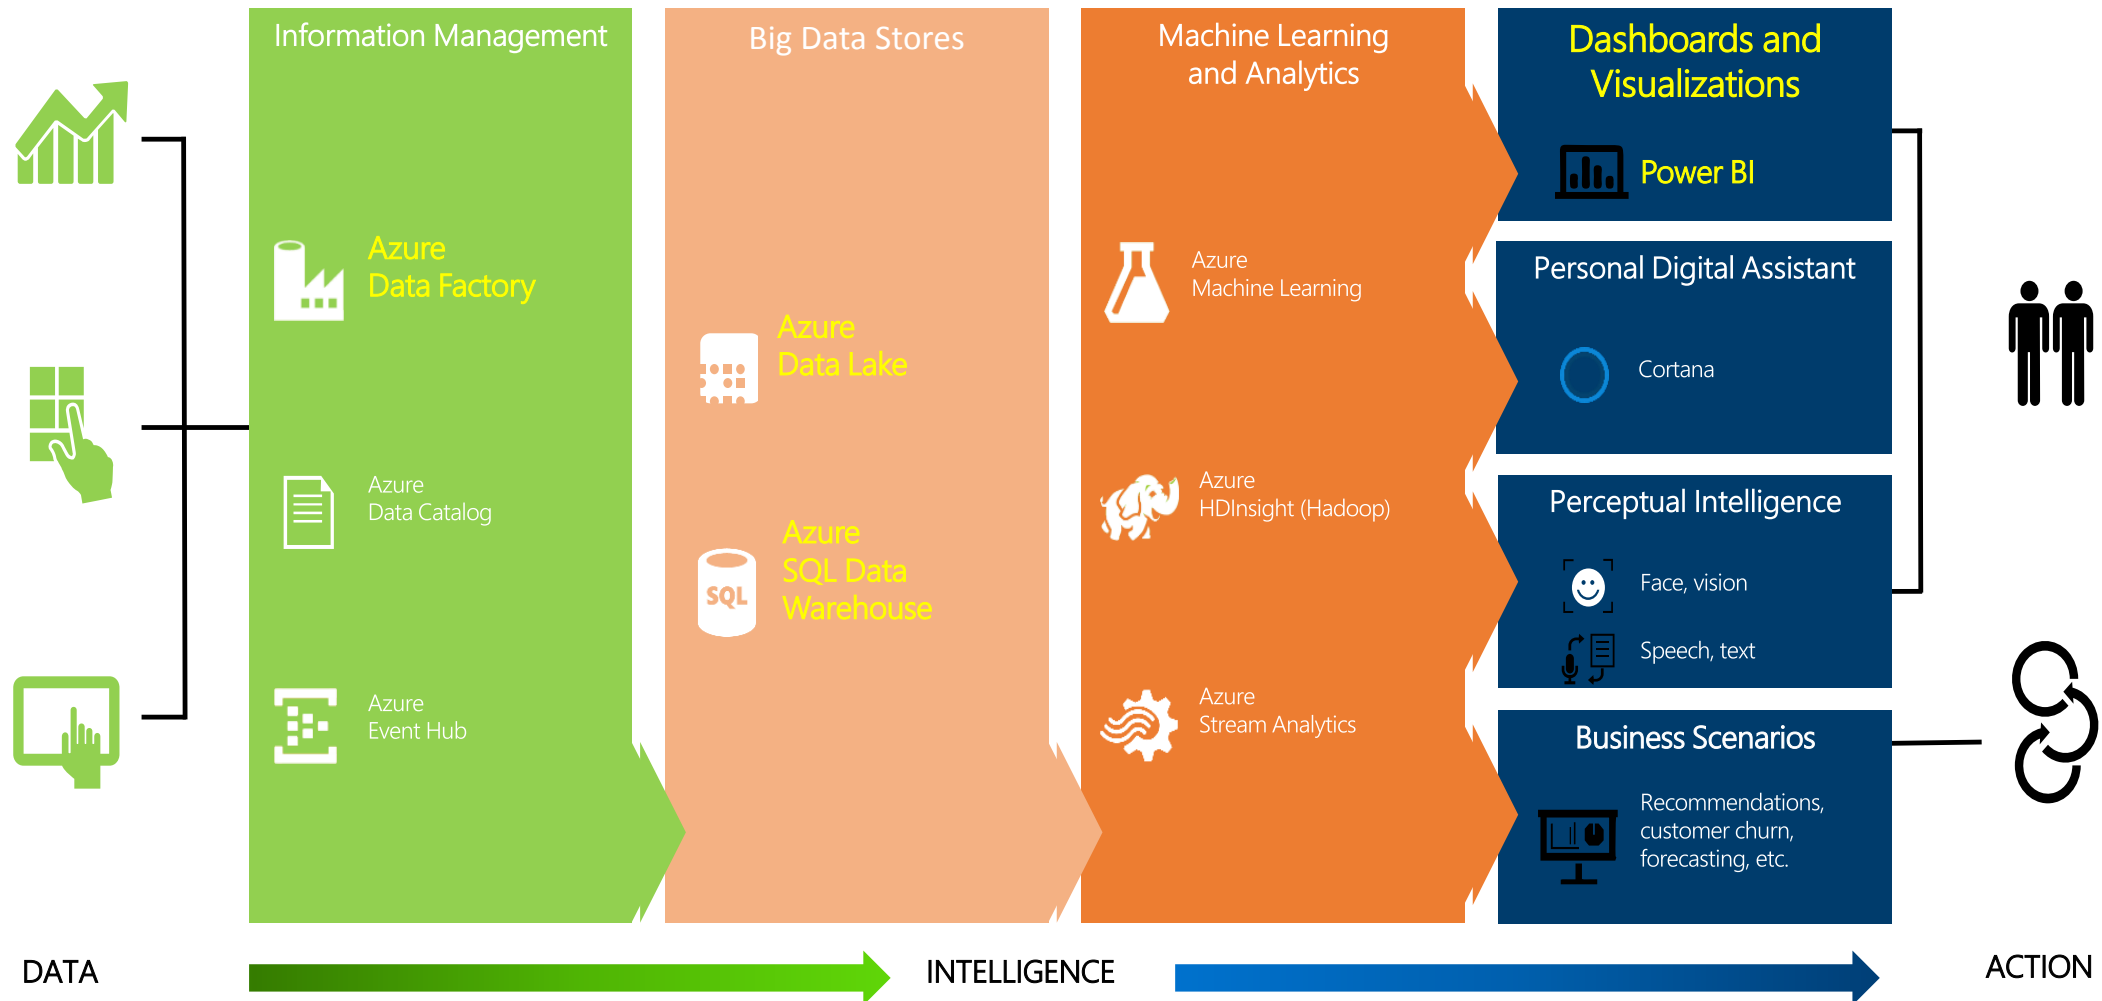 Information Management
Azure
Data Factory
Azure
Data Catalog
Azure
Event Hub
Big Data Stores
Azure
Data Lake
SQL
Azure
SQL Data
Warehouse
Machine Learning
and Analytics
Azure
Machine Learning
Azure
HDInsight (Hadoop)
Azure
Stream Analytics
Dashboards and
Visualizations
Power BI
Personal Digital Assistant
Cortana
Perceptual Intelligence
Face, vision
Speech, text
Business Scenarios
Recommendations,
customer churn,
forecasting, etc.
DATA
INTELLIGENCE
ACTION